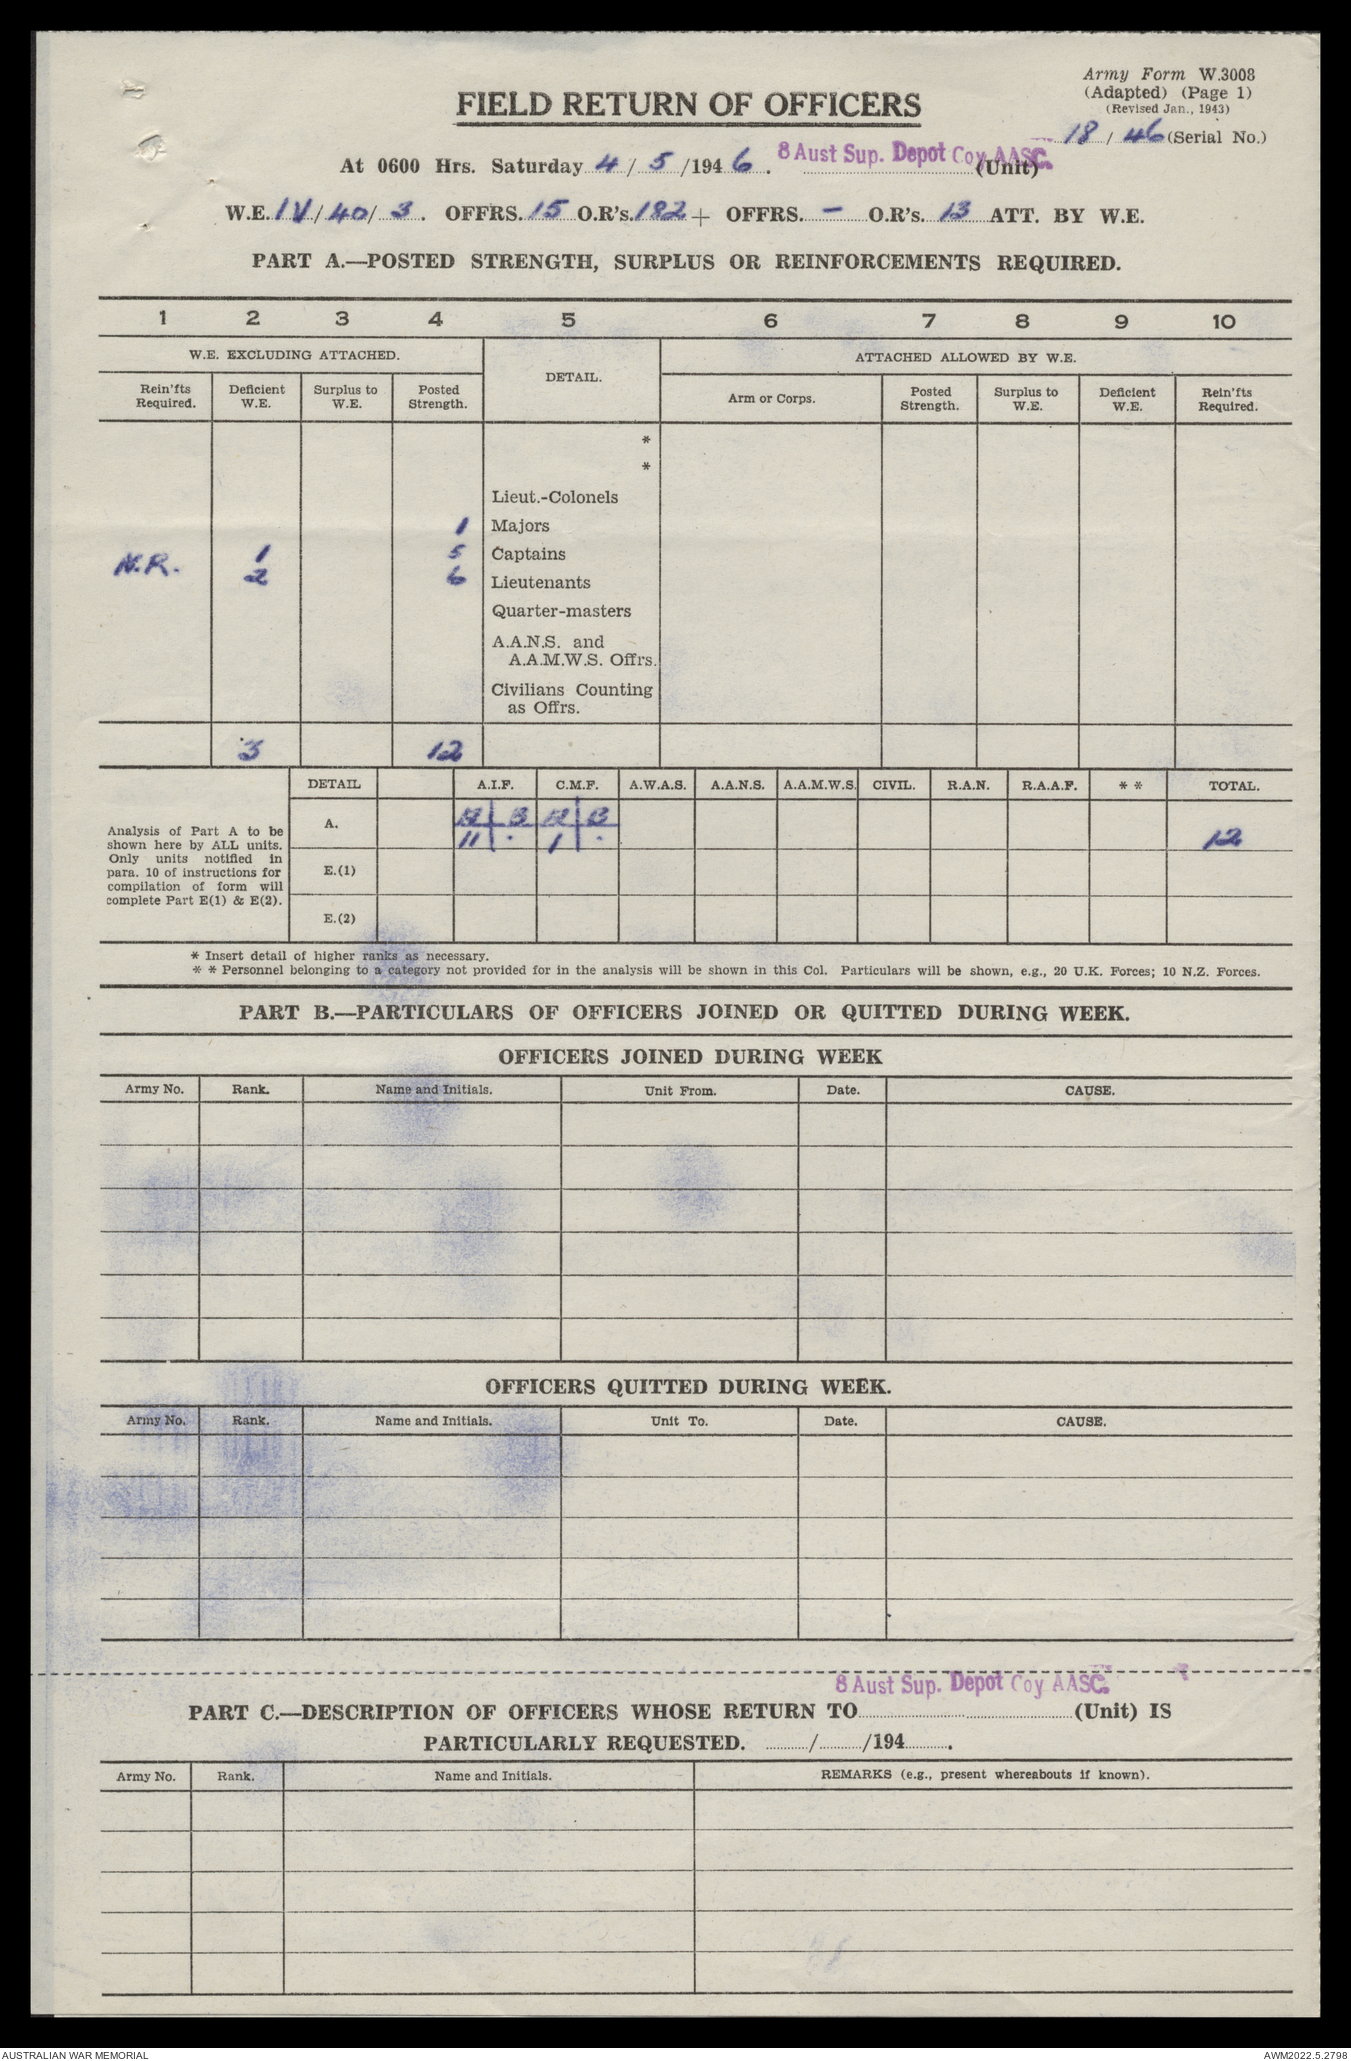 Army Form W.3008
(Adapted) (Page 1)
(Revised Jan., 1943)
FIELD RETURN OF OFFICERS
18 / 46 (Serial No.)
At 0600 Hrs. Saturday 4 / 5 /194 6. 8 Aust Sup. Depot Coy AASC. (Unit)
W.E. IV / 40 / 3. OFFRS. 15 O.R's. 182 + OFFRS. — O.R's. 13 ATT. BY W.E.
PART A.—POSTED STRENGTH, SURPLUS OR REINFORCEMENTS REQUIRED.
1 2 3 4 5 6 7 8 9 10
W.E. EXCLUDING ATTACHED. DETAIL. ATTACHED ALLOWED BY W.E.
Rein'fts Required. Deficient W.E. Surplus to W.E. Posted Strength. Arm or Corps. Posted Strength. Surplus to W.E. Deficient W.E. Rein'fts Required.
*
*
Lieut.-Colonels
1 Majors
N.R. 1 5 Captains
2 6 Lieutenants
Quarter-masters
A.A.N.S. and
A.A.M.W.S. Offrs.
Civilians Counting
as Offrs.
3 12
DETAIL A.I.F. C.M.F. A.W.A.S. A.A.N.S. A.A.M.W.S. CIVIL. R.A.N. R.A.A.F. * * TOTAL.
Analysis of Part A to be
shown here by ALL units.
Only units notified in
para. 10 of instructions for
compilation of form will
complete Part E(1) & E(2).
A. B B
11 . 1 . 12
E.(1)
E.(2)
* Insert detail of higher ranks as necessary.
* * Personnel belonging to a category not provided for in the analysis will be shown in this Col. Particulars will be shown, e.g., 20 U.K. Forces; 10 N.Z. Forces.
PART B.—PARTICULARS OF OFFICERS JOINED OR QUITTED DURING WEEK.
OFFICERS JOINED DURING WEEK
Army No. Rank. Name and Initials. Unit From. Date. CAUSE.
OFFICERS QUITTED DURING WEEK.
Army No. Rank. Name and Initials. Unit To. Date. CAUSE.
8 Aust Sup. Depot Coy AASC.
PART C.—DESCRIPTION OF OFFICERS WHOSE RETURN TO (Unit) IS
PARTICULARLY REQUESTED. / /194 .
Army No. Rank. Name and Initials. REMARKS (e.g., present whereabouts if known).
AUSTRALIAN WAR MEMORIAL
AWM2022.5.2798